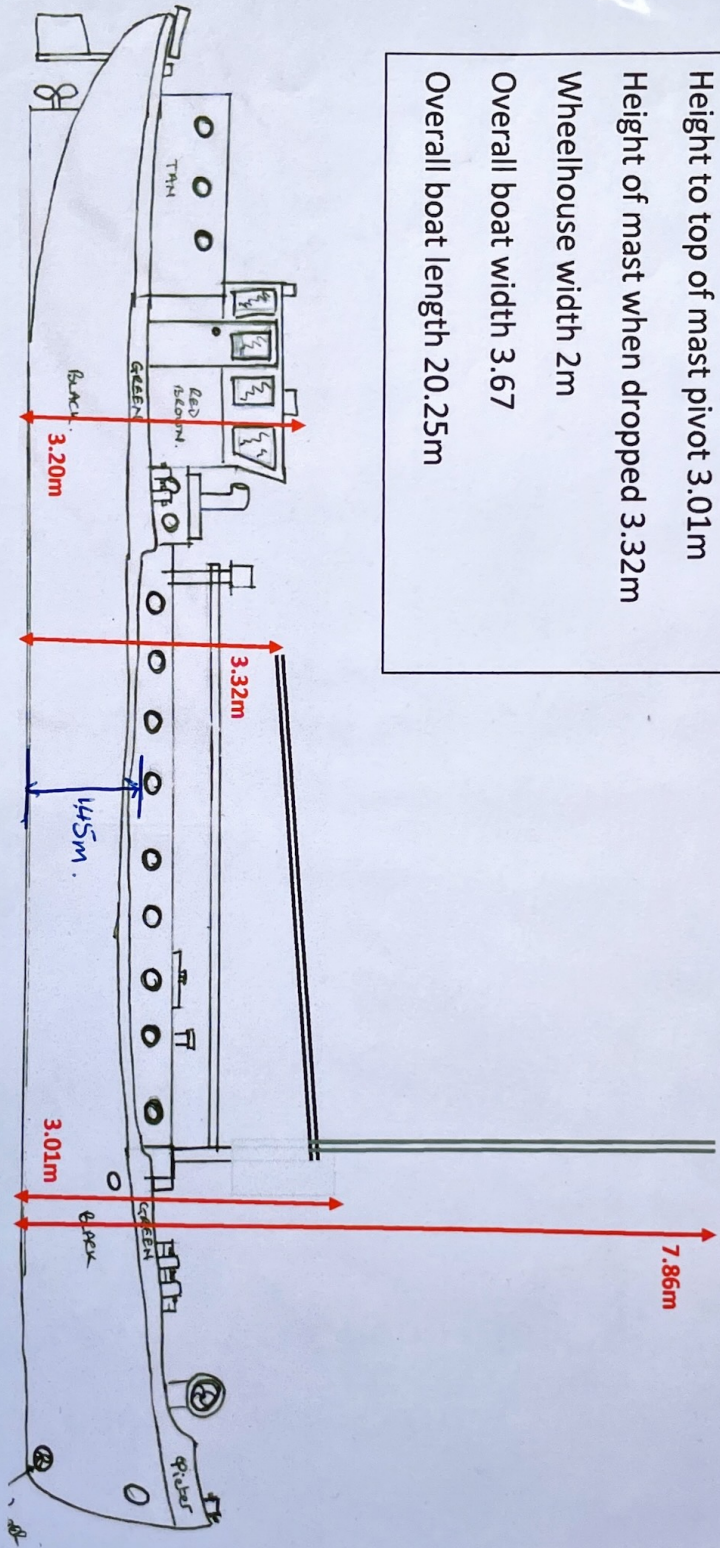 Height to top of mast pivot 3.01m
Height of mast when dropped 3.32m
Wheelhouse width 2m
Overall boat width 3.67
Overall boat length 20.25m
7.86m
3.32m
TAN
RED
BROWN.
GREEN
BLACK.
3.20m
1.45m.
3.01m
GREEN
BLACK
Pieter